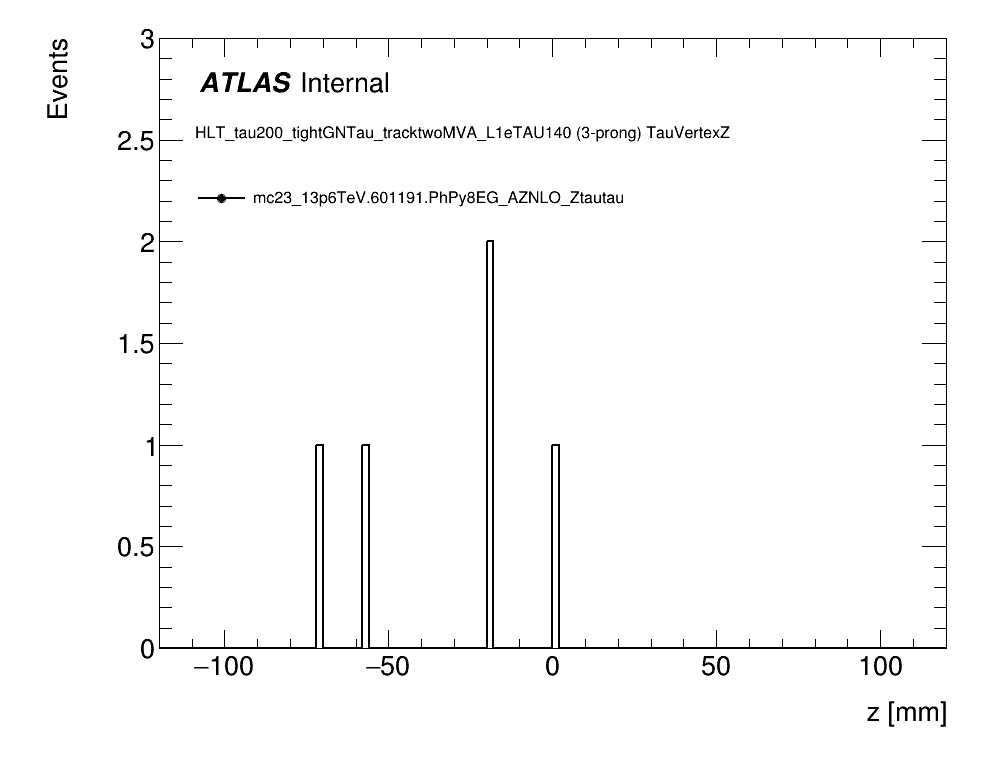 Events
3
ATLAS Internal
HLT_tau200_tightGNTau_tracktwoMVA_L1eTAU140 (3-prong) TauVertexZ
2.5
mc23_13p6TeV.601191.PhPy8EG_AZNLO_Ztautau
2
1.5
1
0.5
0
−100 −50 0 50 100
z [mm]